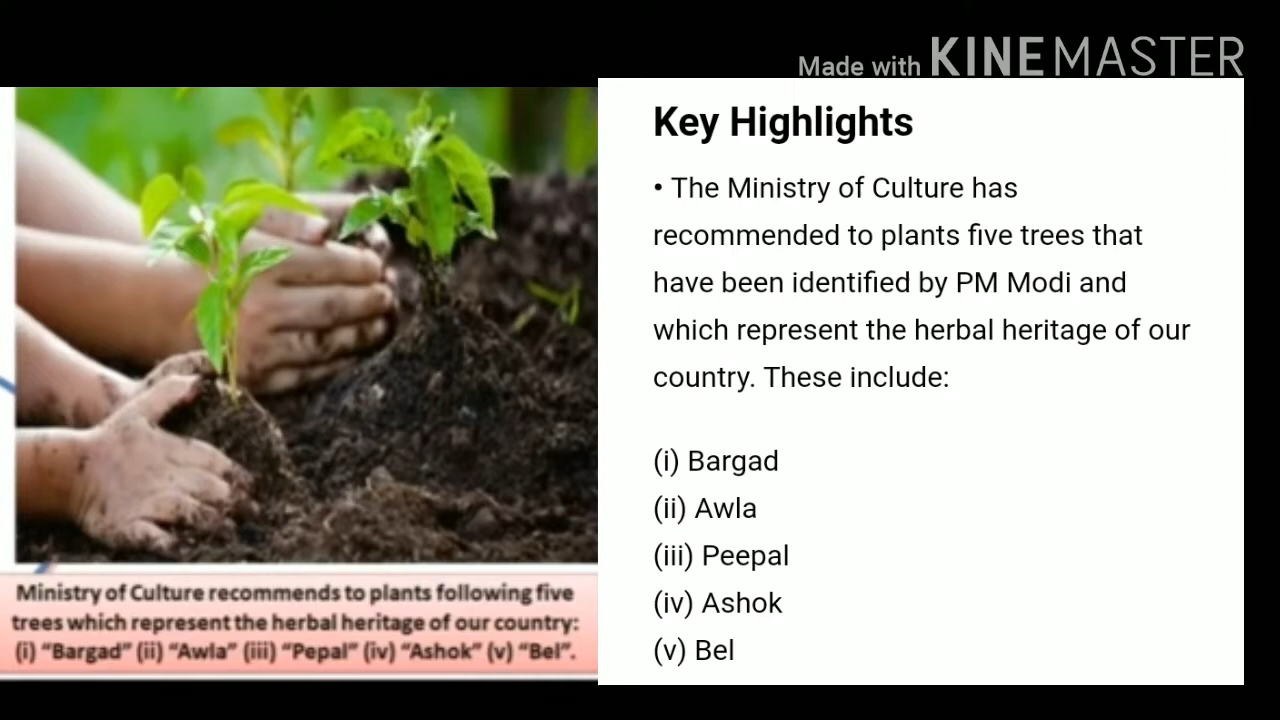 Made with KINEMASTER
Key Highlights
• The Ministry of Culture has
recommended to plants five trees that
have been identified by PM Modi and
which represent the herbal heritage of our
country. These include:
(i) Bargad
(ii) Awla
(iii) Peepal
(iv) Ashok
(v) Bel
Ministry of Culture recommends to plants following five
trees which represent the herbal heritage of our country:
(i) “Bargad” (ii) “Awla” (iii) “Pepal” (iv) “Ashok” (v) “Bel”.